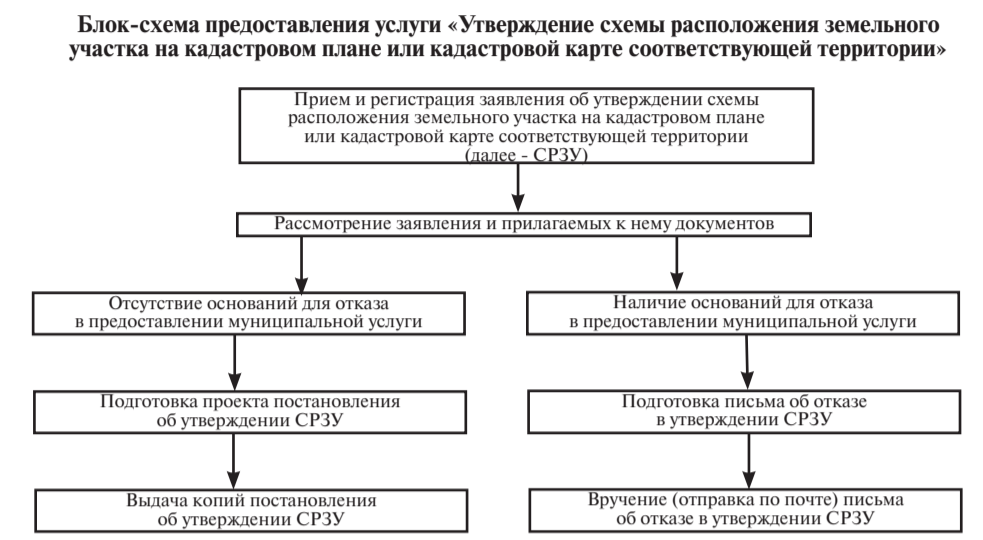 Блок-схема предоставления услуги «Утверждение схемы расположения земельного
участка на кадастровом плане или кадастровой карте соответствующей территории»
Прием и регистрация заявления об утверждении схемы
расположения земельного участка на кадастровом плане
или кадастровой карте соответствующей территории
(далее - СРЗУ)
Рассмотрение заявления и прилагаемых к нему документов
Отсутствие оснований для отказа
в предоставлении муниципальной услуги
Наличие оснований для отказа
в предоставлении муниципальной услуги
Подготовка проекта постановления
об утверждении СРЗУ
Подготовка письма об отказе
в утверждении СРЗУ
Выдача копий постановления
об утверждении СРЗУ
Вручение (отправка по почте) письма
об отказе в утверждении СРЗУ